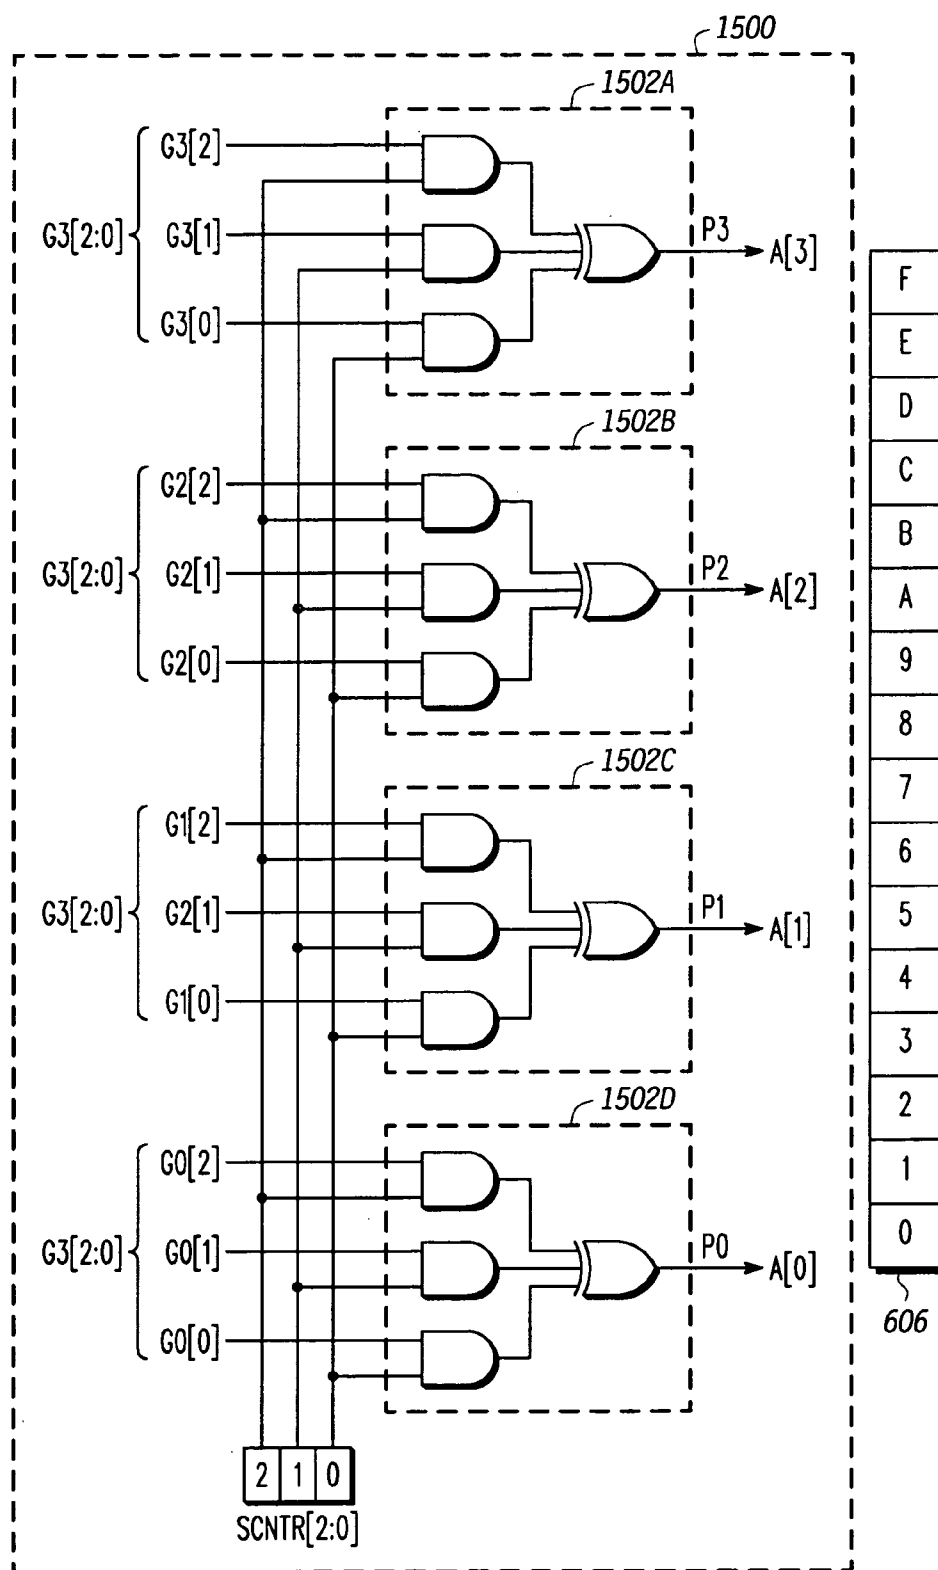 1500
1502A
G3[2]
G3[2:0]
G3[1]
G3[0]
P3
A[3]
1502B
G2[2]
G3[2:0]
G2[1]
G2[0]
P2
A[2]
1502C
G1[2]
G3[2:0]
G2[1]
G1[0]
P1
A[1]
1502D
G0[2]
G3[2:0]
G0[1]
G0[0]
P0
A[0]
2 1 0
SCNTR[2:0]
F
E
D
C
B
A
9
8
7
6
5
4
3
2
1
0
606